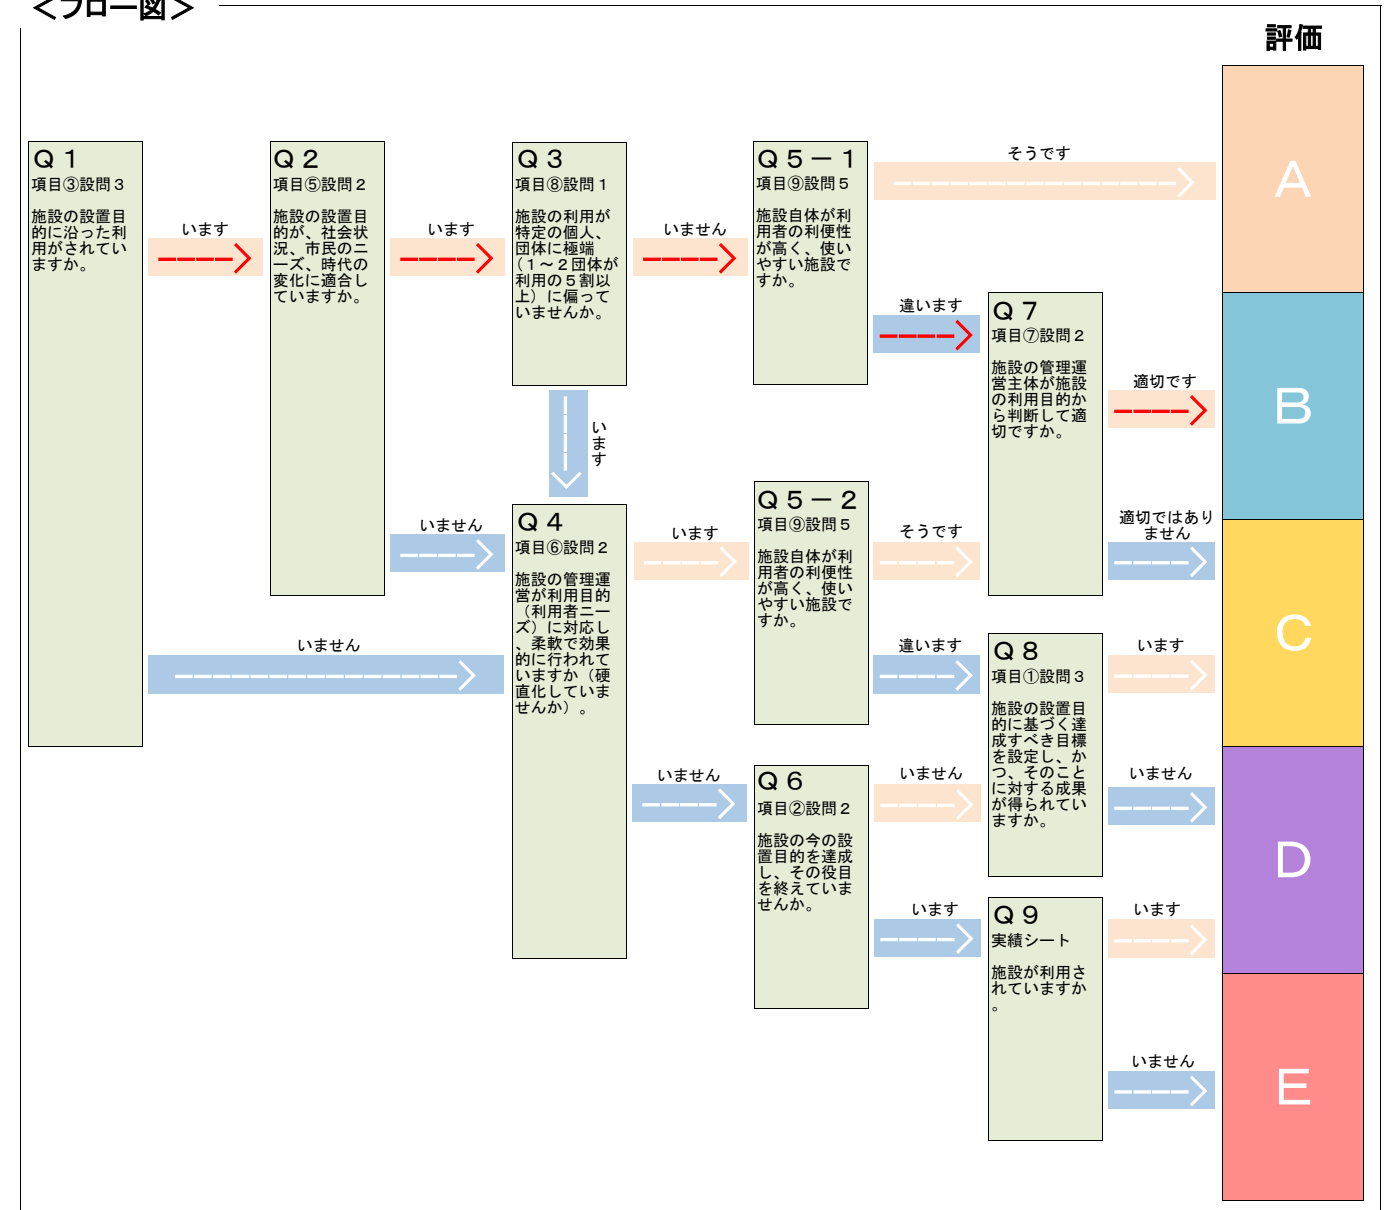 ＜フロー図＞
評価
Ｑ１
項目③設問３
施設の設置目
的に沿った利
用がされてい
ますか。
います
いません
Ｑ２
項目⑤設問２
施設の設置目
的が、社会状
況、市民のニ
ーズ、時代の
変化に適合し
ていますか。
います
いません
Ｑ３
項目⑧設問１
施設の利用が
特定の個人、
団体に極端
（１～２団体が
利用の５割以
上）に偏って
いませんか。
いません
います
Ｑ４
項目⑥設問２
施設の管理運
営が利用目的
（利用者ニー
ズ）に対応し
、柔軟で効果
的に行われて
いますか（硬
直化していま
せんか）。
います
いません
Ｑ５－１
項目⑨設問５
施設自体が利
用者の利便性
が高く、使い
やすい施設で
すか。
そうです
違います
Ｑ５－２
項目⑨設問５
施設自体が利
用者の利便性
が高く、使い
やすい施設で
すか。
そうです
違います
Ｑ６
項目②設問２
施設の今の設
置目的を達成
し、その役目
を終えていま
せんか。
いません
います
Ｑ７
項目⑦設問２
施設の管理運
営主体が施設
の利用目的か
ら判断して適
切ですか。
適切です
適切ではあり
ません
Ｑ８
項目①設問３
施設の設置目
的に基づく達
成すべき目標
を設定し、か
つ、そのこと
に対する成果
が得られてい
ますか。
います
いません
Ｑ９
実績シート
施設が利用さ
れていますか
。
います
いません
Ａ
Ｂ
Ｃ
Ｄ
Ｅ